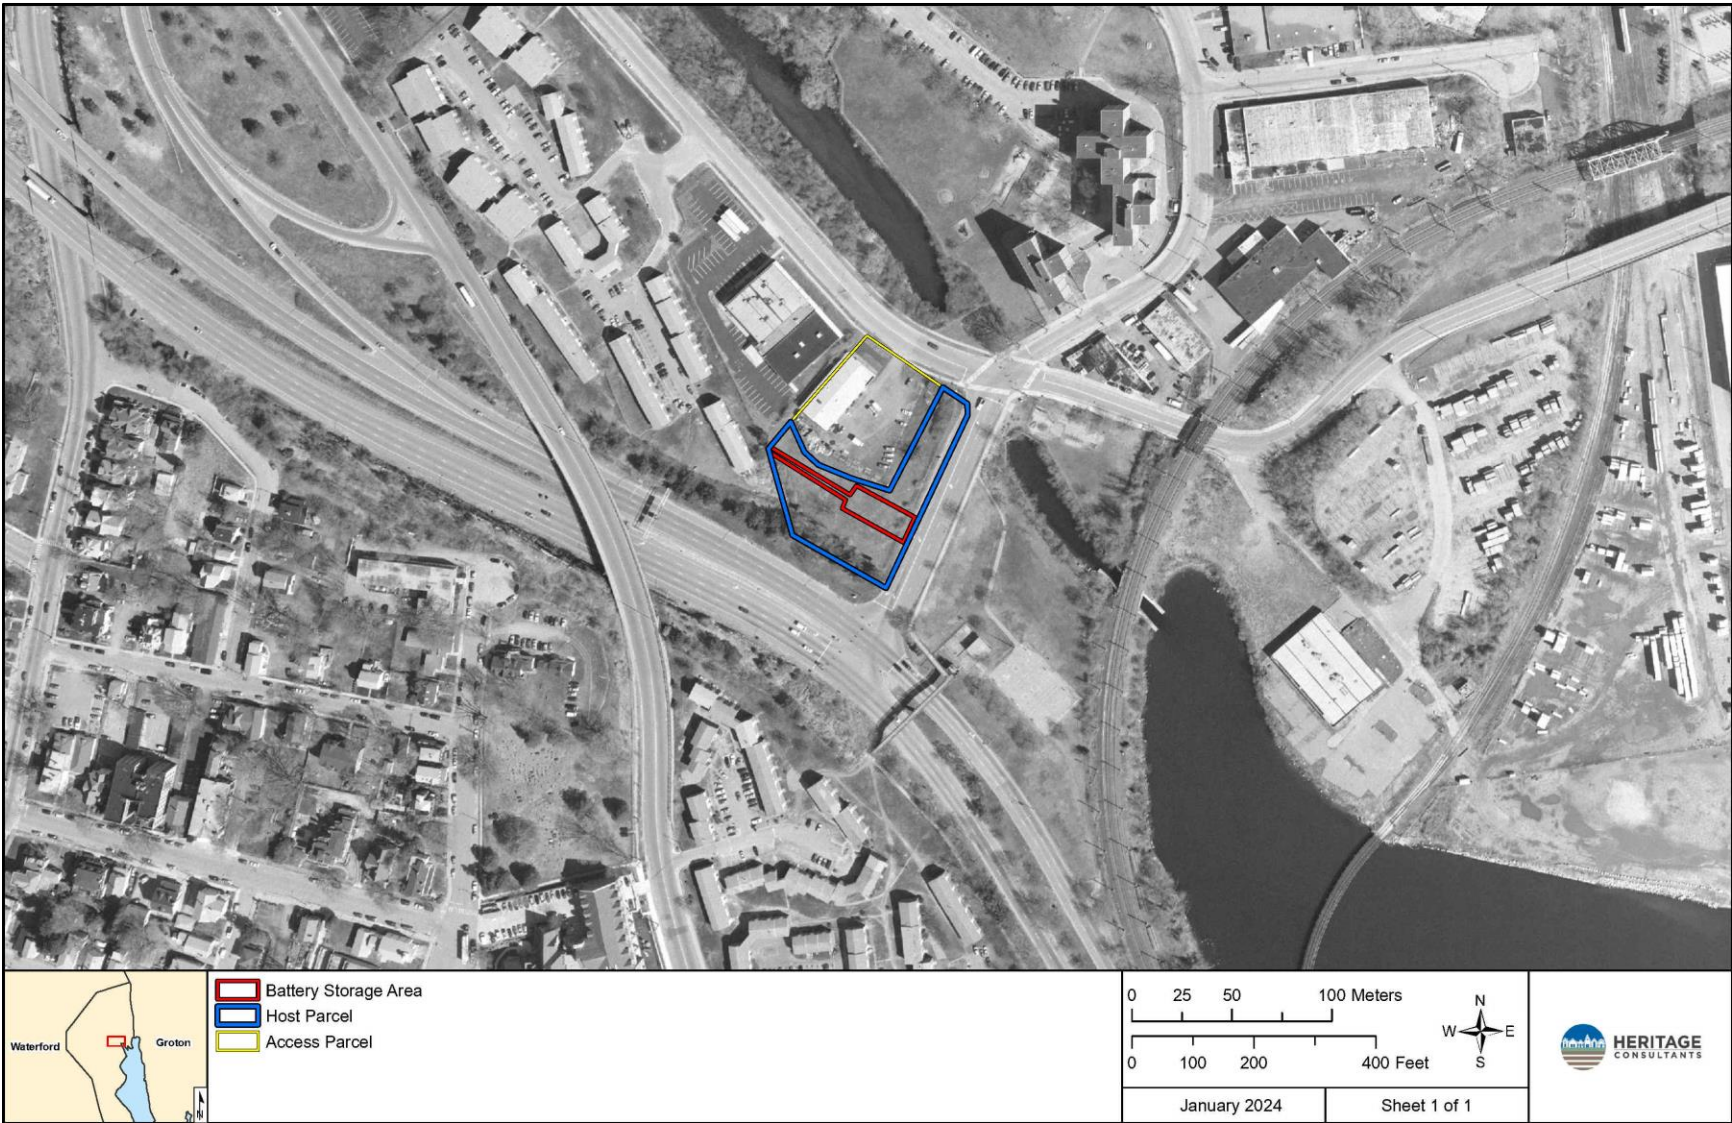 Waterford
Groton
N
Battery Storage Area
Host Parcel
Access Parcel
0 25 50 100 Meters
0 100 200 400 Feet
N
W E
S
January 2024
Sheet 1 of 1
HERITAGE
CONSULTANTS